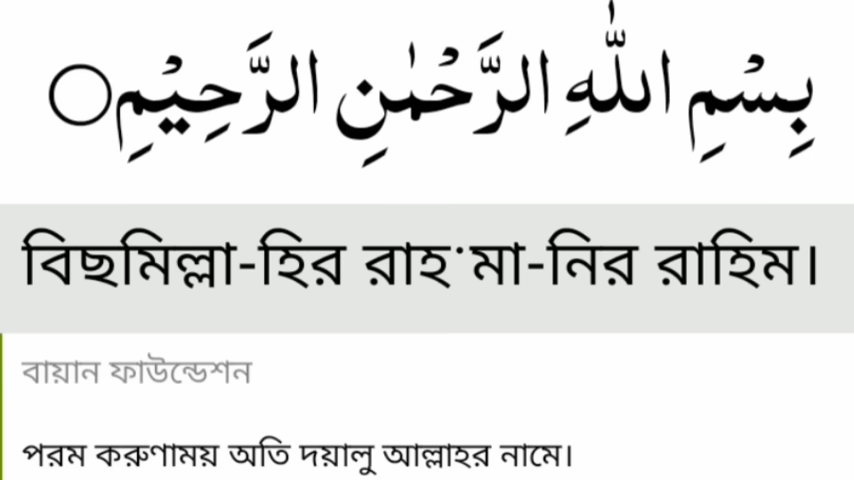 بِسْمِ اللّٰهِ الرَّحْمٰنِ الرَّحِيْمِ○
বিছমিল্লা-হির রাহ˙মা-নির রাহিম।
বায়ান ফাউন্ডেশন
পরম করুণাময় অতি দয়ালু আল্লাহর নামে।